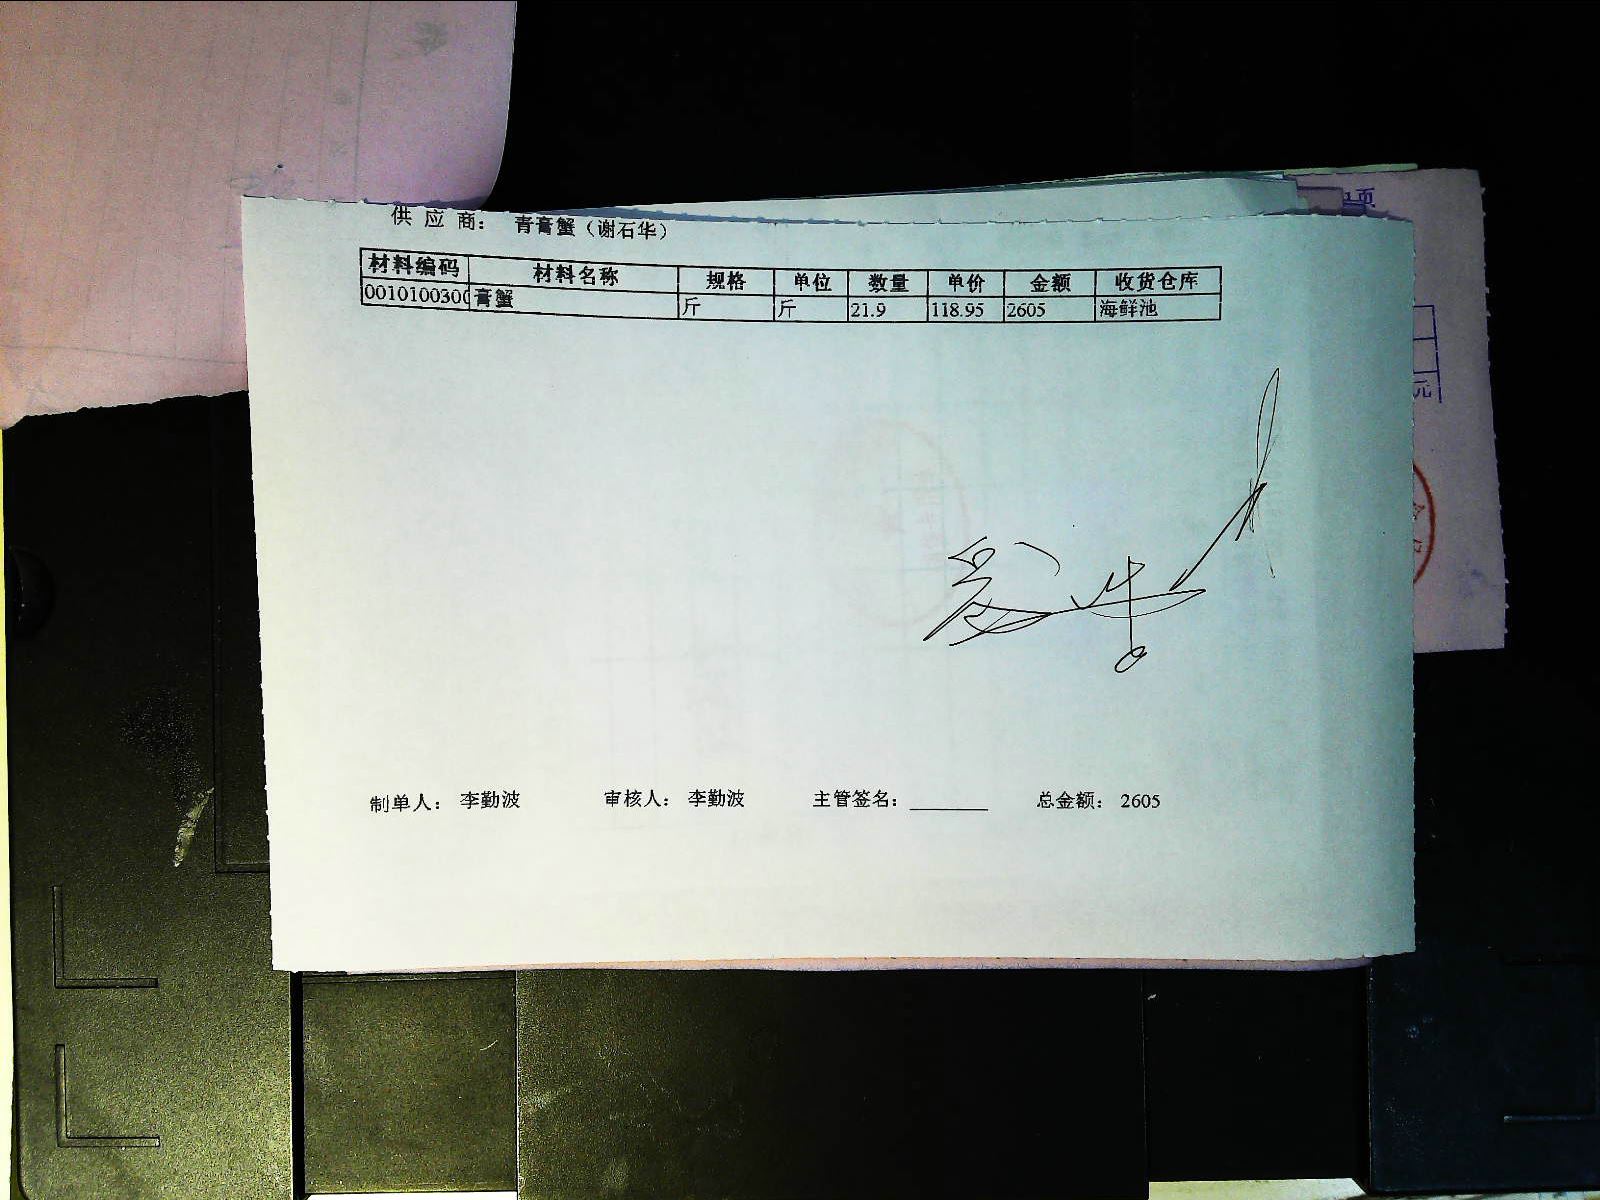 供 应 商： 青膏蟹（谢石华）
材料编码 材料名称 规格 单位 数量 单价 金额 收货仓库
0010100300 膏蟹 斤 斤 21.9 118.95 2605 海鲜池
元
制单人： 李勤波 审核人： 李勤波 主管签名： 总金额： 2605